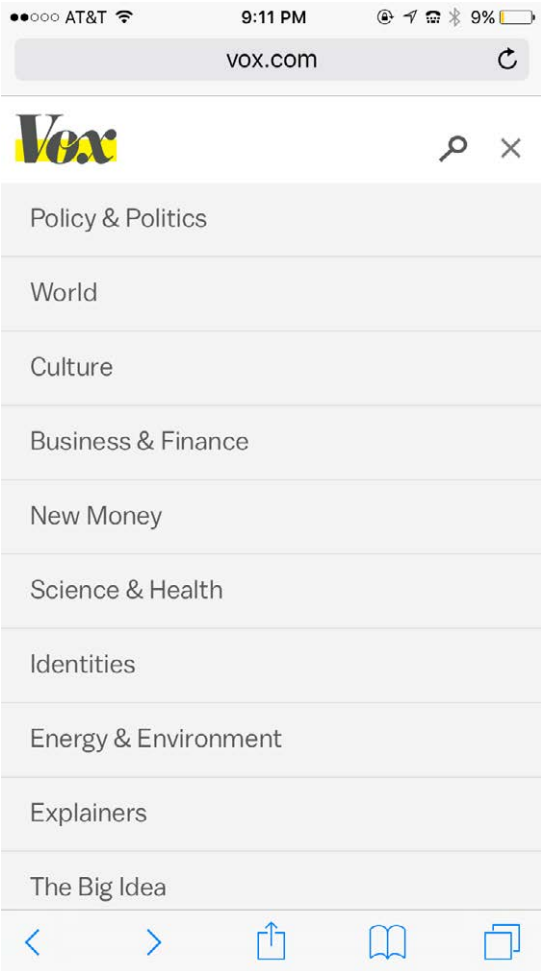 AT&T 9:11 PM 9%
vox.com
Vox
Policy & Politics
World
Culture
Business & Finance
New Money
Science & Health
Identities
Energy & Environment
Explainers
The Big Idea